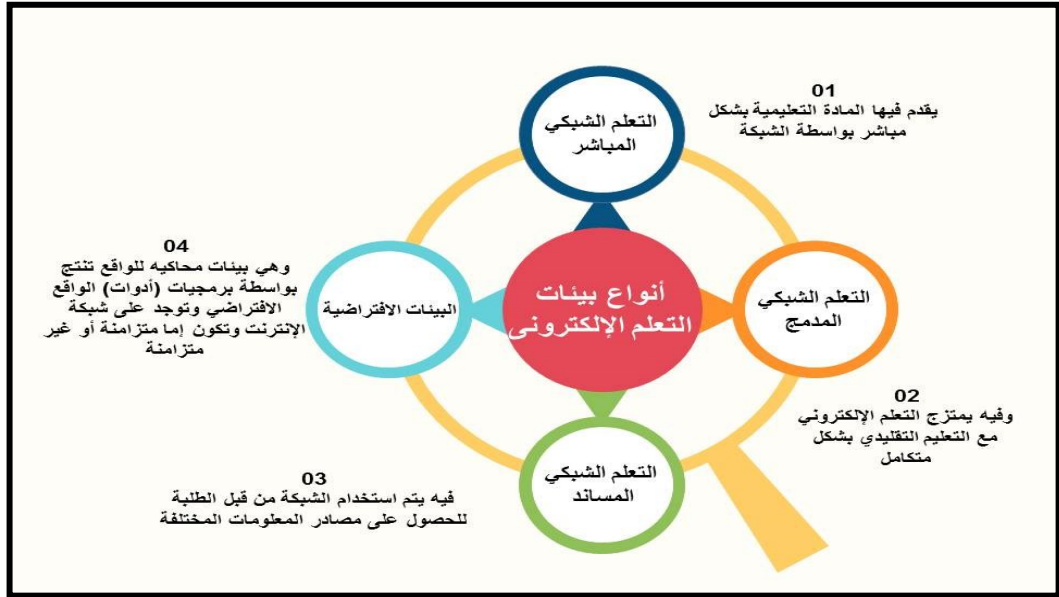 أنواع بيئات
التعلم الإلكترونى
التعلم الشبكي
المباشر
01
يقدم فيها المادة التعليمية بشكل
مباشر بواسطة الشبكة
التعلم الشبكي
المدمج
02
وفيه يمتزج التعلم الإلكتروني
مع التعليم التقليدي بشكل
متكامل
التعلم الشبكي
المساند
03
فيه يتم استخدام الشبكة من قبل الطلبة
للحصول على مصادر المعلومات المختلفة
البيئات الافتراضية
04
وهي بيئات محاكيه للواقع تنتج
بواسطة برمجيات (أدوات) الواقع
الافتراضي وتوجد على شبكة
الإنترنت وتكون إما متزامنة أو غير
متزامنة